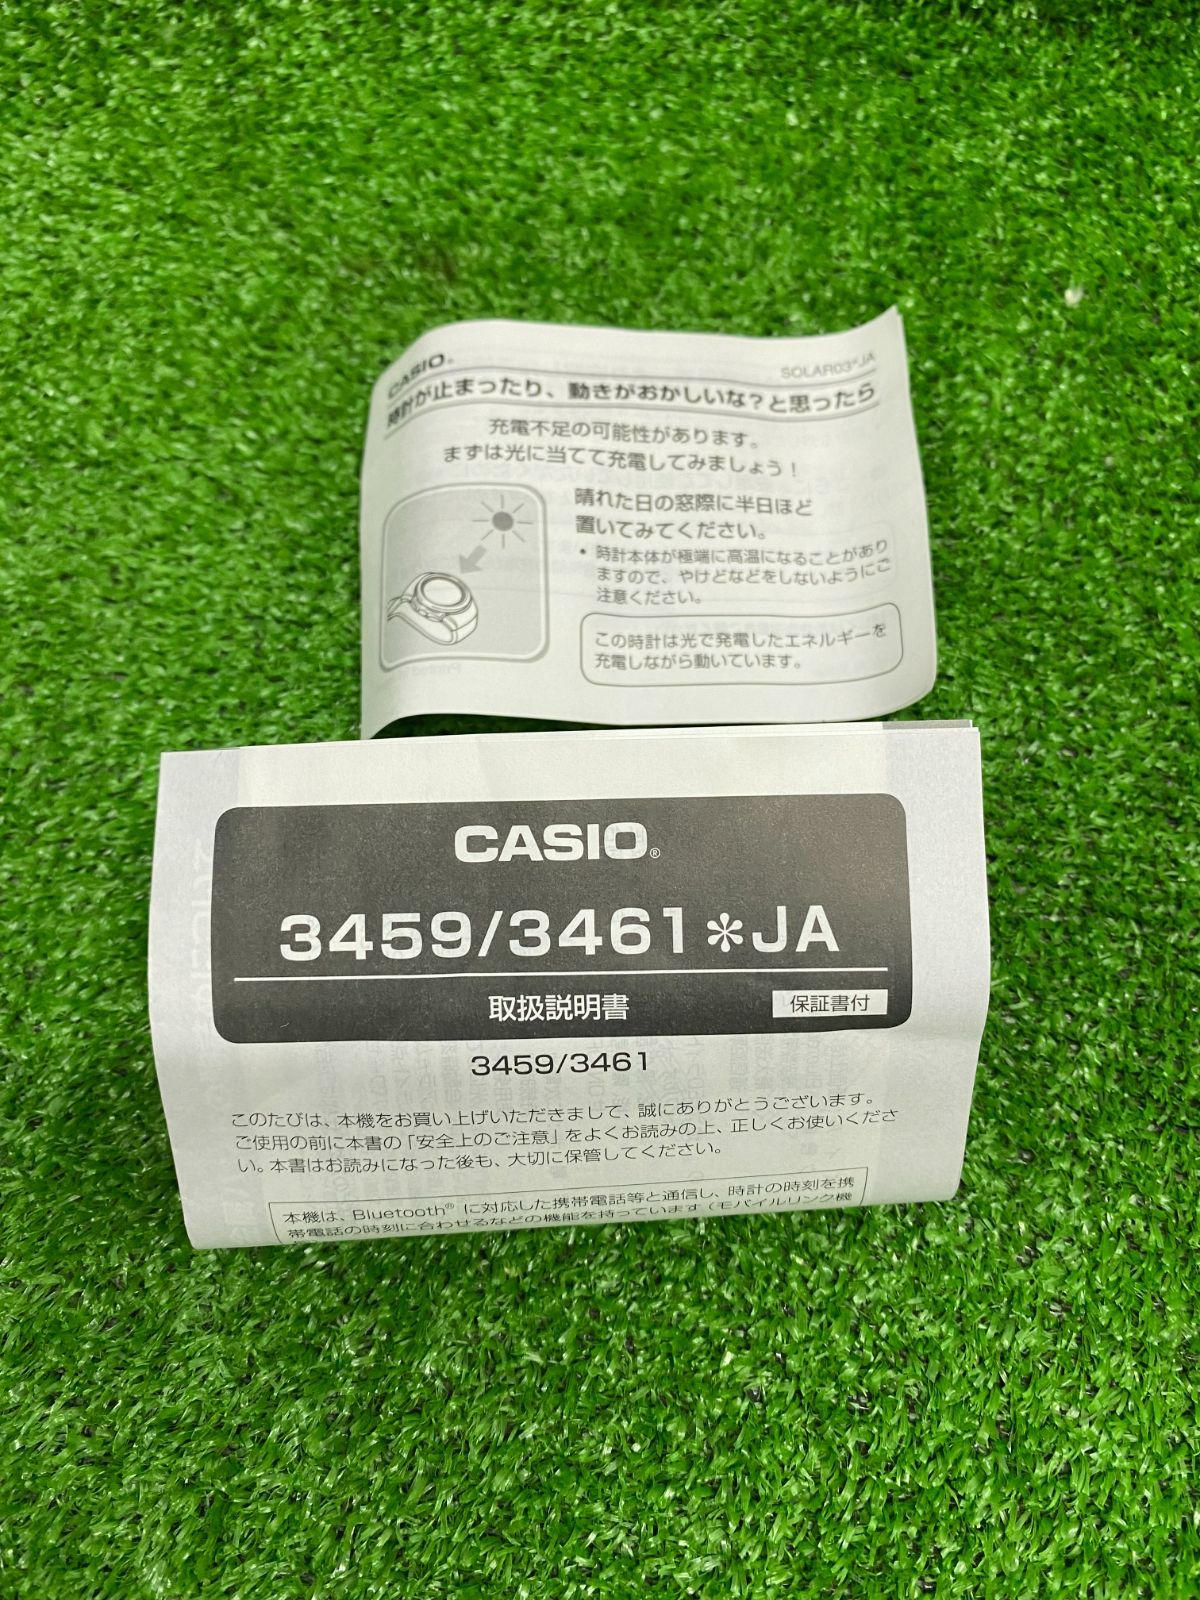 CASIO®
SOLAR03*JA
時計が止まったり、動きがおかしいな?と思ったら
充電不足の可能性があります。
まずは光に当てて充電してみましょう!
晴れた日の窓際に半日ほど
置いてみてください。
• 時計本体が極端に高温になることがあり
ますので、やけどなどをしないようにご
注意ください。
この時計は光で発電したエネルギーを
充電しながら動いています。
CASIO®
3459/3461*JA
取扱説明書
保証書付
3459/3461
このたびは、本機をお買い上げいただきまして、誠にありがとうございます。
ご使用の前に本書の「安全上のご注意」をよくお読みの上、正しくお使いくださ
い。本書はお読みになった後も、大切に保管してください。
本機は、Bluetooth® に対応した携帯電話等と通信し、時計の時刻を携
帯電話の時刻に合わせるなどの機能を持っています(モバイルリンク機